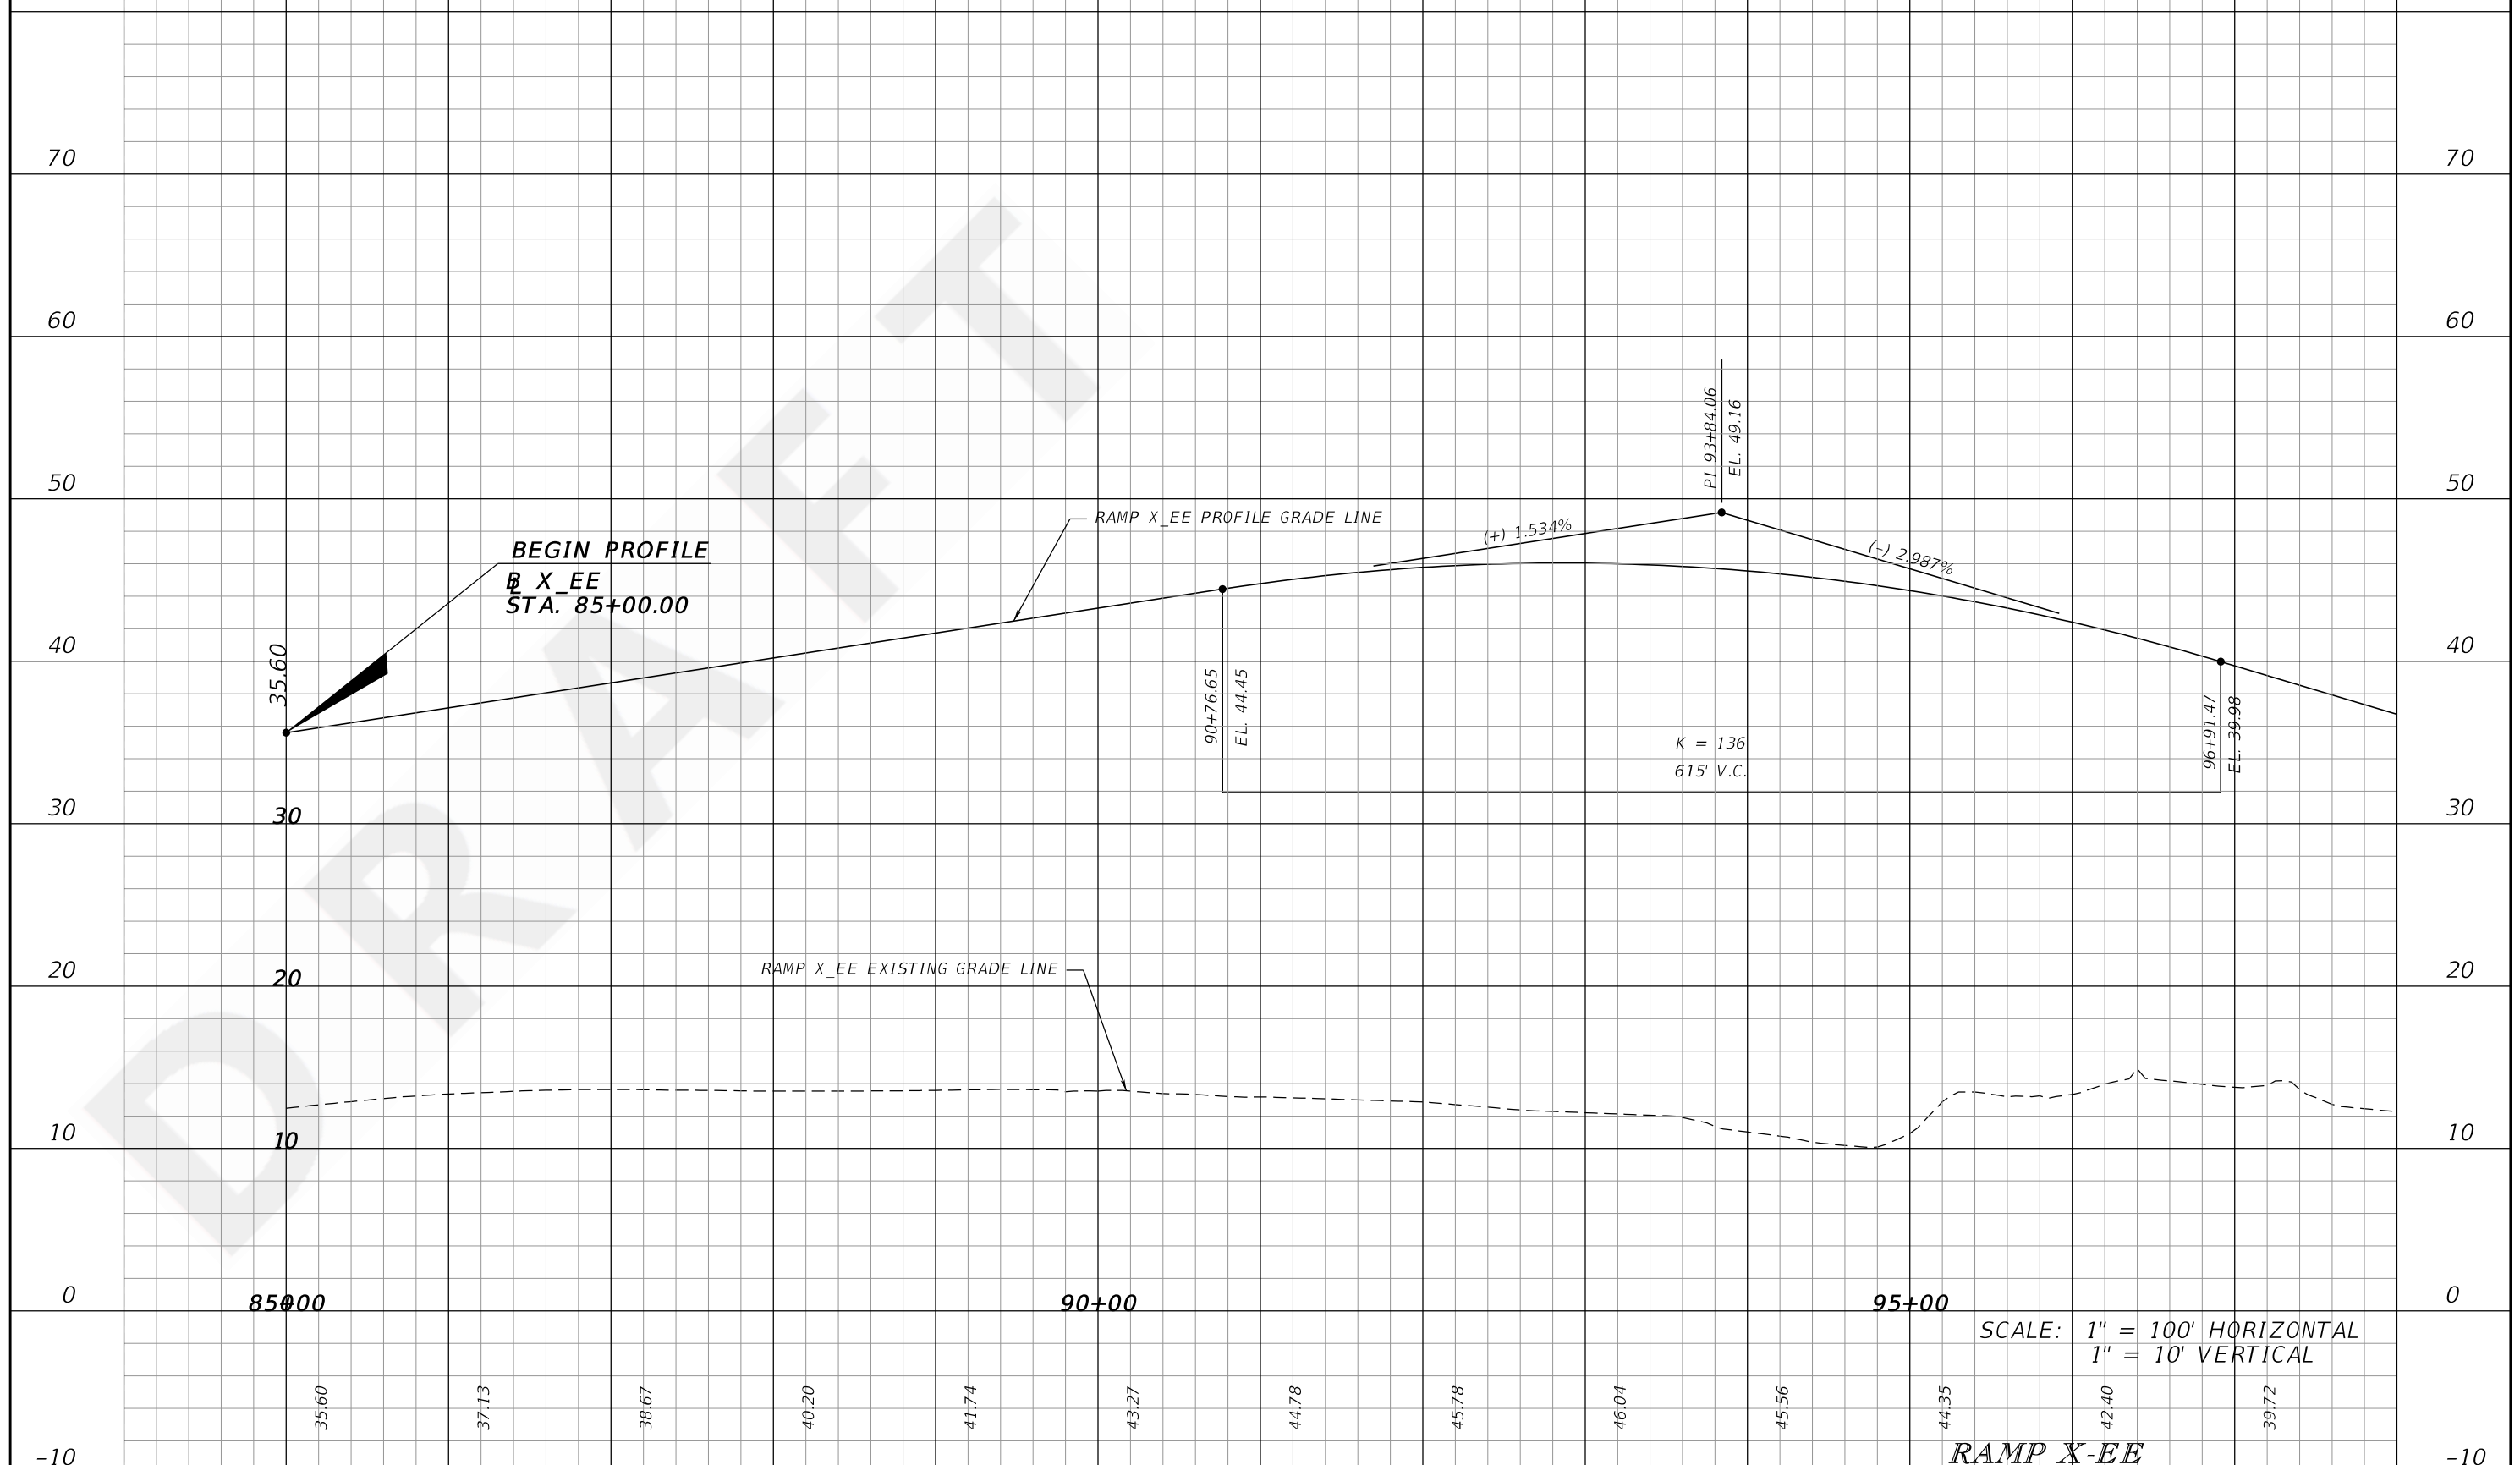 70
70
60
60
PI 93+84.06
EL. 49.16
50
50
RAMP X_EE PROFILE GRADE LINE
(+) 1.534%
(-) 2.987%
BEGIN PROFILE
BL X_EE
STA. 85+00.00
35.60
40
40
90+76.65
EL. 44.45
K = 136
615' V.C.
96+91.47
EL. 39.98
30
30
30
DRAFT
20
20
20
RAMP X_EE EXISTING GRADE LINE
10
10
10
0
85+00
90+00
95+00
0
SCALE: 1" = 100' HORIZONTAL
1" = 10' VERTICAL
35.60
37.13
38.67
40.20
41.74
43.27
44.78
45.78
46.04
45.56
44.35
42.40
39.72
-10
RAMP X-EE
-10